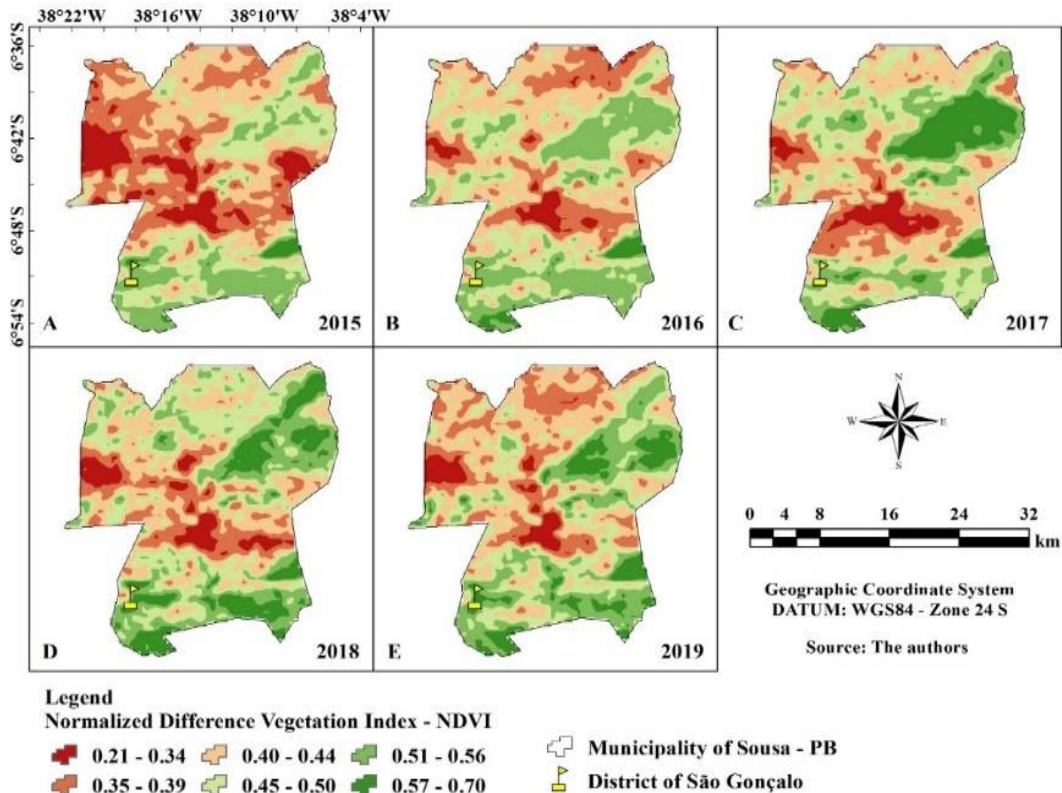 38°22'W 38°16'W 38°10'W 38°4'W
6°36'S
6°42'S
6°48'S
6°54'S
A 2015
B 2016
C 2017
D 2018
E 2019
N
W E
S
0 4 8 16 24 32
km
Geographic Coordinate System
DATUM: WGS84 - Zone 24 S
Source: The authors
Legend
Normalized Difference Vegetation Index - NDVI
0.21 - 0.34 0.40 - 0.44 0.51 - 0.56
0.35 - 0.39 0.45 - 0.50 0.57 - 0.70
Municipality of Sousa - PB
District of São Gonçalo